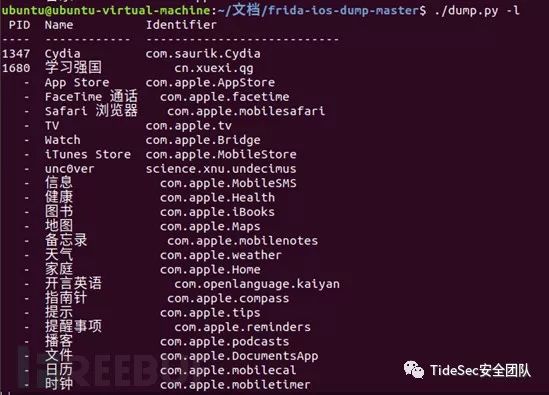 ubuntu@ubuntu-virtual-machine:~/文档/frida-ios-dump-master$ ./dump.py -l
PID  Name         Identifier
----  -----------  ----------------------------
1347  Cydia        com.saurik.Cydia
1680  学习强国         cn.xuexi.qg
   -  App Store    com.apple.AppStore
   -  FaceTime 通话  com.apple.facetime
   -  Safari 浏览器   com.apple.mobilesafari
   -  TV           com.apple.tv
   -  Watch        com.apple.Bridge
   -  iTunes Store  com.apple.MobileStore
   -  unc0ver      science.xnu.undecimus
   -  信息           com.apple.MobileSMS
   -  健康           com.apple.Health
   -  图书           com.apple.iBooks
   -  地图           com.apple.Maps
   -  备忘录          com.apple.mobilenotes
   -  天气           com.apple.weather
   -  家庭           com.apple.Home
   -  开言英语         com.openlanguage.kaiyan
   -  指南针          com.apple.compass
   -  提示           com.apple.tips
   -  提醒事项         com.apple.reminders
   -  播客           com.apple.podcasts
   -  文件           com.apple.DocumentsApp
   -  日历           com.apple.mobilecal
   -  时钟           com.apple.mobiletimer
TideSec安全团队